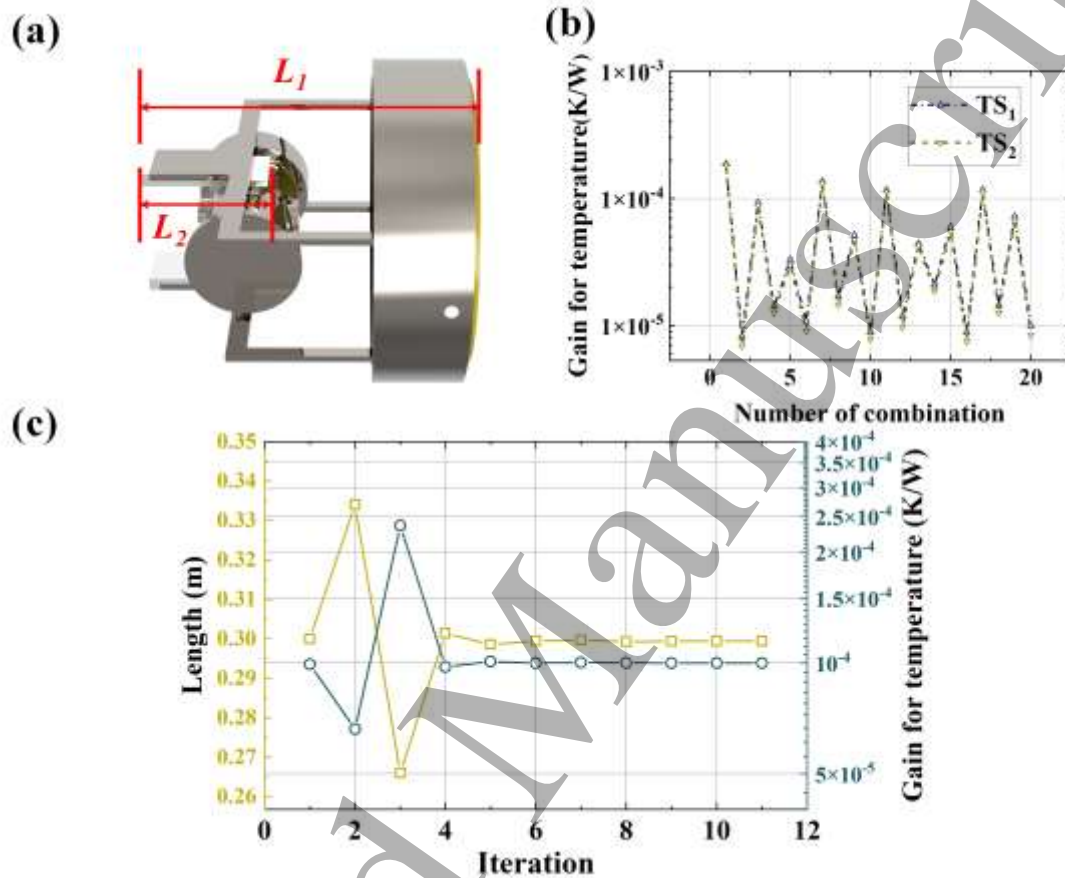 (a)
L1
L2
(b)
Gain for temperature(K/W)
1×10-3
1×10-4
1×10-5
TS1
TS2
0 5 10 15 20
Number of combination
(c)
Length (m)
0.35
0.34
0.33
0.32
0.31
0.30
0.29
0.28
0.27
0.26
4×10-4
3.5×10-4
3×10-4
2.5×10-4
2×10-4
1.5×10-4
10-4
5×10-5
Gain for temperature (K/W)
0 2 4 6 8 10 12
Iteration
d Manuscri